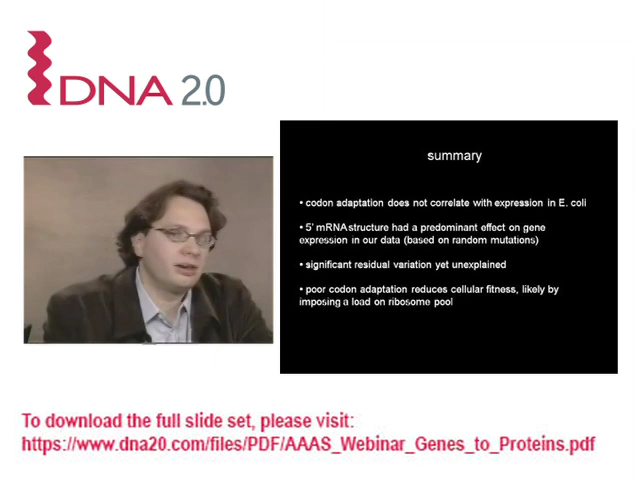 DNA 2.0
summary
• codon adaptation does not correlate with expression in E. coli
• 5' mRNA structure had a predominant effect on gene
expression in our data (based on random mutations)
• significant residual variation yet unexplained
• poor codon adaptation reduces cellular fitness, likely by
imposing a load on ribosome pool
To download the full slide set, please visit:
https://www.dna20.com/files/PDF/AAAS_Webinar_Genes_to_Proteins.pdf